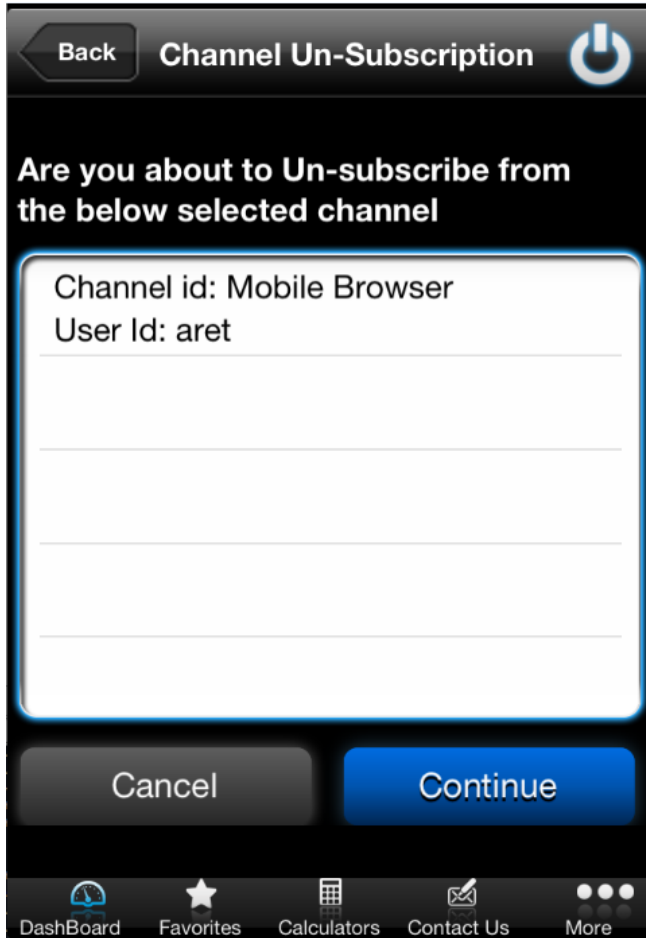 Back
Channel Un-Subscription
Are you about to Un-subscribe from
the below selected channel
Channel id: Mobile Browser
User Id: aret
Cancel
Continue
DashBoard
Favorites
Calculators
Contact Us
More